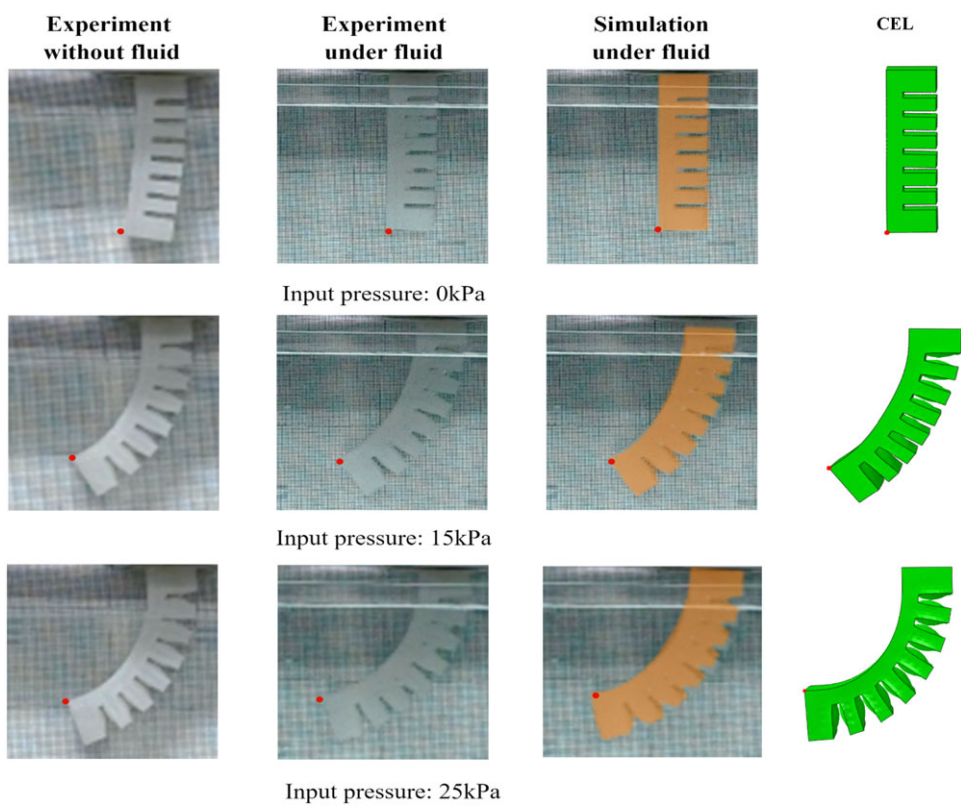 Experiment
without fluid
Experiment
under fluid
Simulation
under fluid
CEL
Input pressure: 0kPa
Input pressure: 15kPa
Input pressure: 25kPa